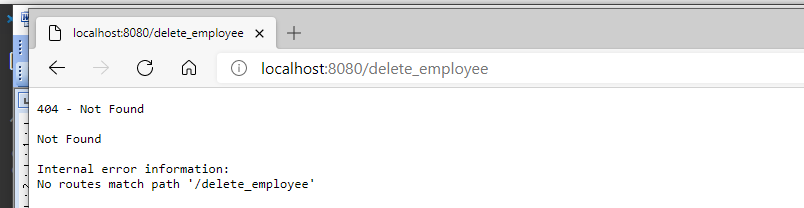 localhost:8080/delete_employee
localhost:8080/delete_employee
404 - Not Found
Not Found
Internal error information:
No routes match path '/delete_employee'